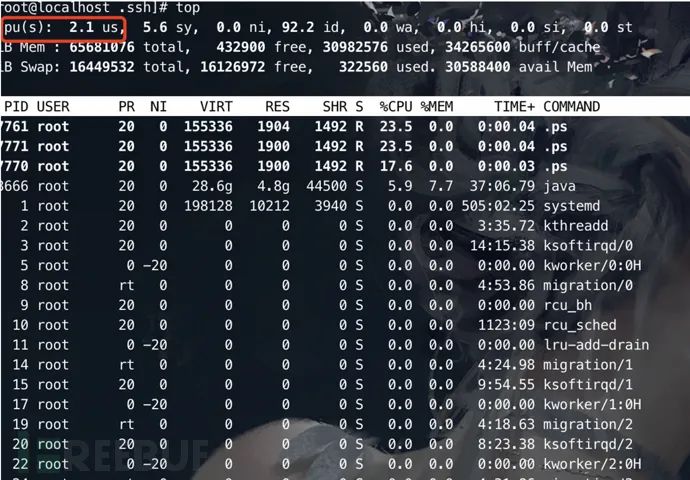 root@localhost .ssh]# top
pu(s):  2.1 us,  5.6 sy,  0.0 ni, 92.2 id,  0.0 wa,  0.0 hi,  0.0 si,  0.0 st
iB Mem : 65681076 total,   432900 free, 30982576 used, 34265600 buff/cache
iB Swap: 16449532 total, 16126972 free,   322560 used. 30588400 avail Mem
PID USER PR NI VIRT RES SHR S %CPU %MEM TIME+ COMMAND
7761 root 20 0 155336 1904 1492 R 23.5 0.0 0:00.04 .ps
7771 root 20 0 155336 1900 1492 R 23.5 0.0 0:00.04 .ps
7770 root 20 0 155336 1900 1492 R 17.6 0.0 0:00.03 .ps
3666 root 20 0 28.6g 4.8g 44500 S 5.9 7.7 37:06.79 java
1 root 20 0 198128 10212 3940 S 0.0 0.0 505:02.25 systemd
2 root 20 0 0 0 0 S 0.0 0.0 3:35.72 kthreadd
3 root 20 0 0 0 0 S 0.0 0.0 14:15.38 ksoftirqd/0
5 root 0 -20 0 0 0 S 0.0 0.0 0:00.00 kworker/0:0H
8 root rt 0 0 0 0 S 0.0 0.0 4:53.86 migration/0
9 root 20 0 0 0 0 S 0.0 0.0 0:00.00 rcu_bh
10 root 20 0 0 0 0 S 0.0 0.0 1123:09 rcu_sched
11 root 0 -20 0 0 0 S 0.0 0.0 0:00.00 lru-add-drain
14 root rt 0 0 0 0 S 0.0 0.0 4:24.98 migration/1
15 root 20 0 0 0 0 S 0.0 0.0 9:54.55 ksoftirqd/1
17 root 0 -20 0 0 0 S 0.0 0.0 0:00.00 kworker/1:0H
19 root rt 0 0 0 0 S 0.0 0.0 4:18.63 migration/2
20 root 20 0 0 0 0 S 0.0 0.0 8:23.38 ksoftirqd/2
22 root 0 -20 0 0 0 S 0.0 0.0 0:00.00 kworker/2:0H
FREEBUF